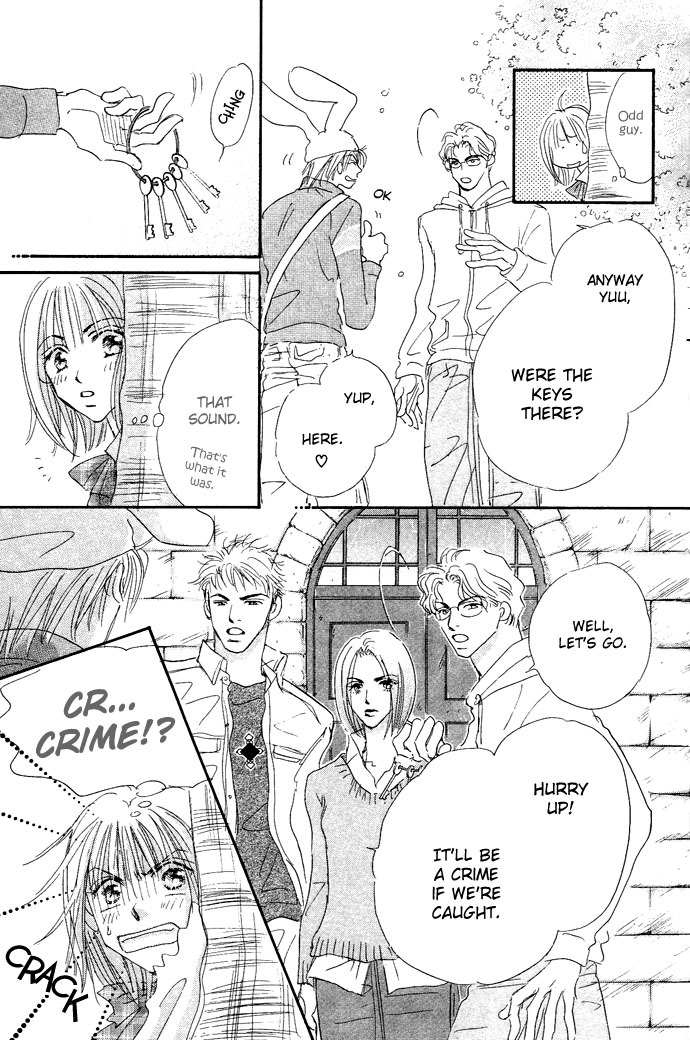 Odd
guy.
ANYWAY
YUU,
WERE THE
KEYS
THERE?
OK
YUP,
HERE.
♡
CHING
THAT
SOUND.
That's
what it
was.
WELL,
LET'S GO.
HURRY
UP!
IT'LL BE
A CRIME
IF WE'RE
CAUGHT.
CR...
CRIME!?
CRACK